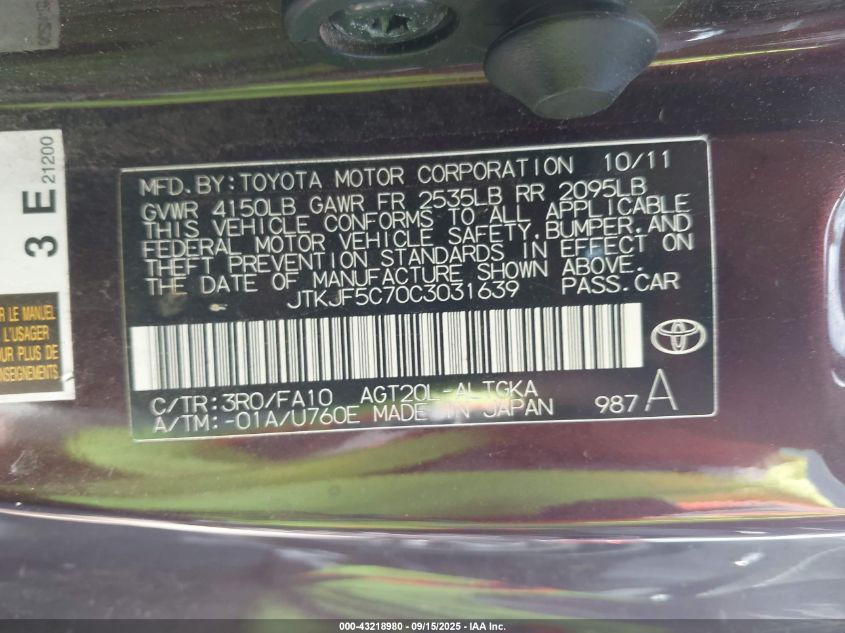 3 E
21200
R LE MANUEL
L'USAGER
OUR PLUS DE
NSEIGNEMENTS
MFD. BY: TOYOTA MOTOR CORPORATION 10/11
GVWR 4150LB GAWR FR 2535LB RR 2095LB
THIS VEHICLE CONFORMS TO ALL APPLICABLE
FEDERAL MOTOR VEHICLE SAFETY, BUMPER, AND
THEFT PREVENTION STANDARDS IN EFFECT ON
THE DATE OF MANUFACTURE SHOWN ABOVE.
JTKJF5C70C3031639 PASS. CAR
C/TR: 3R0/FA10 AGT20L-ALTGKA
A/TM: -01A/U760E MADE IN JAPAN 987 A
000-43218980 - 09/15/2025 - IAA Inc.